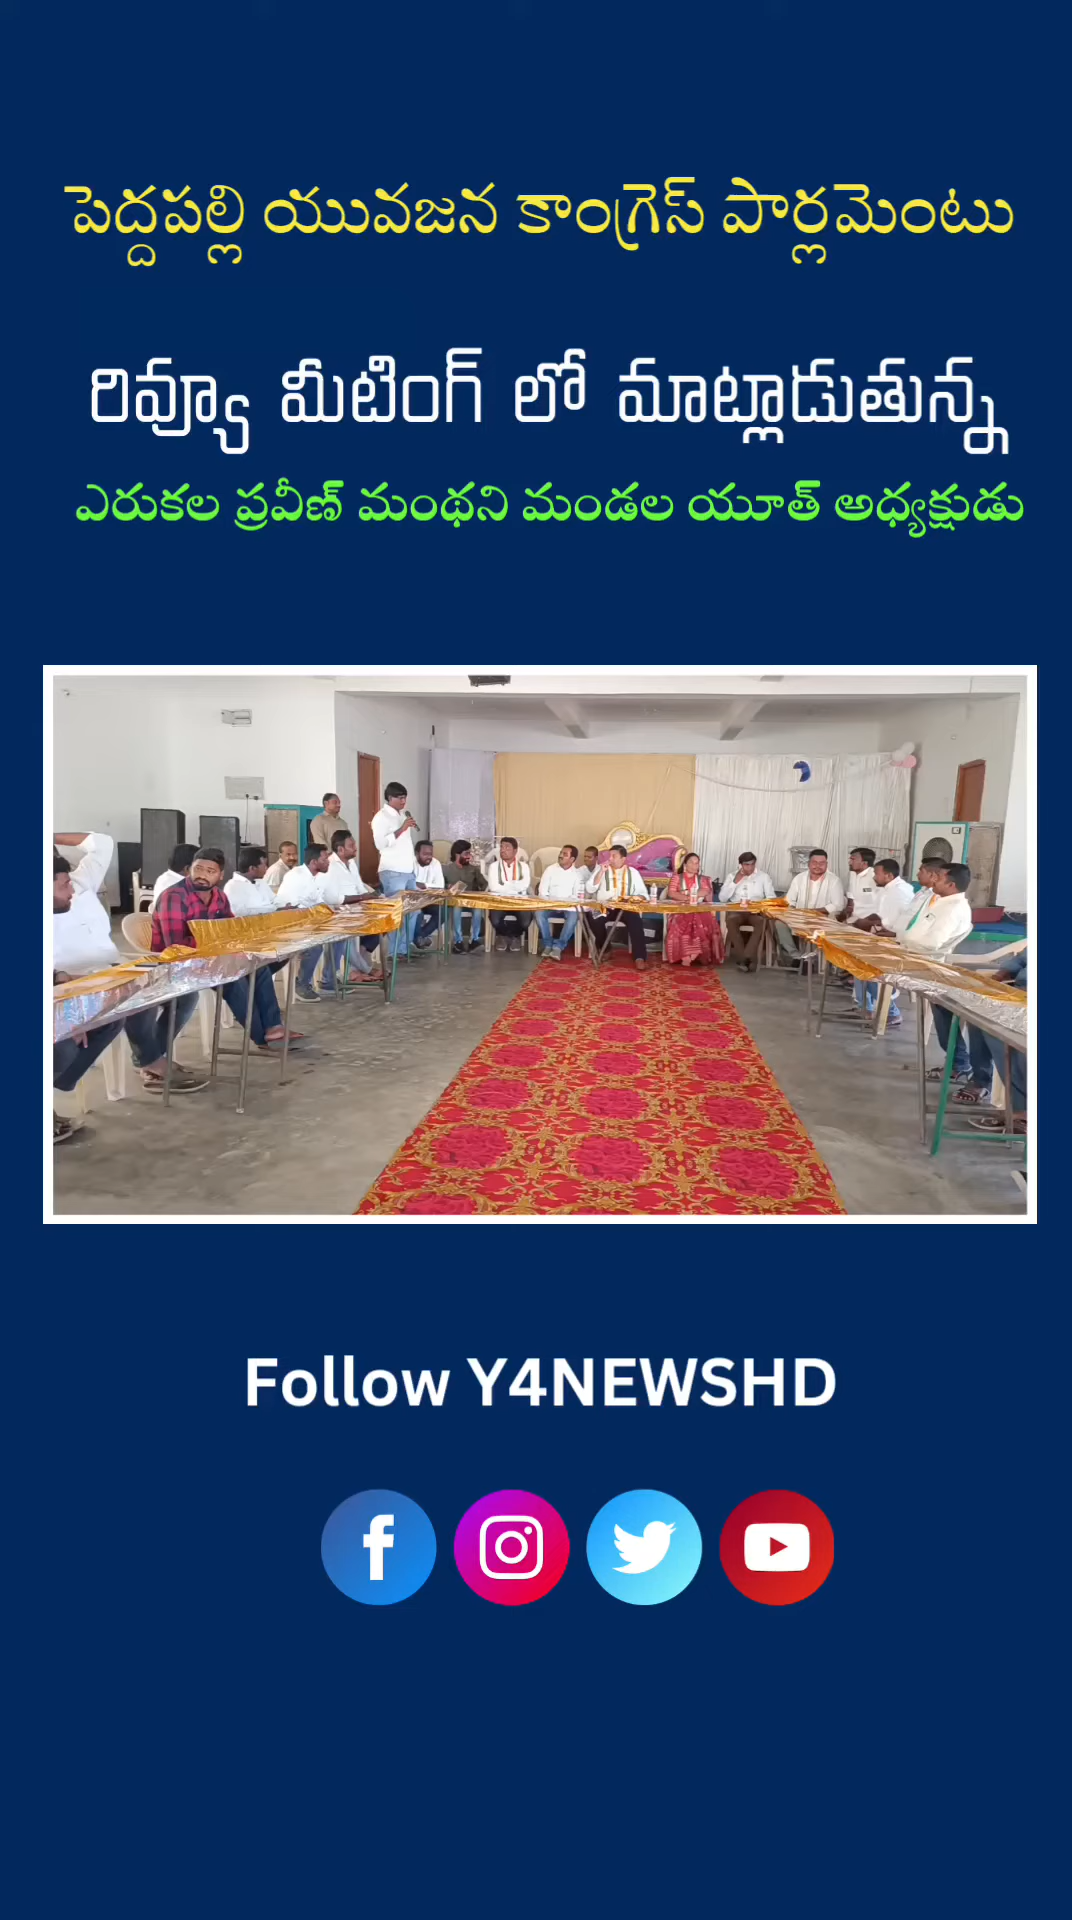 పెద్దపల్లి యువజన కాంగ్రెస్ పార్లమెంటు
రివ్యూ మీటింగ్ లో మాట్లాడుతున్న
ఎరుకల ప్రవీణ్ మంథని మండల యూత్ అధ్యక్షుడు
Follow Y4NEWSHD